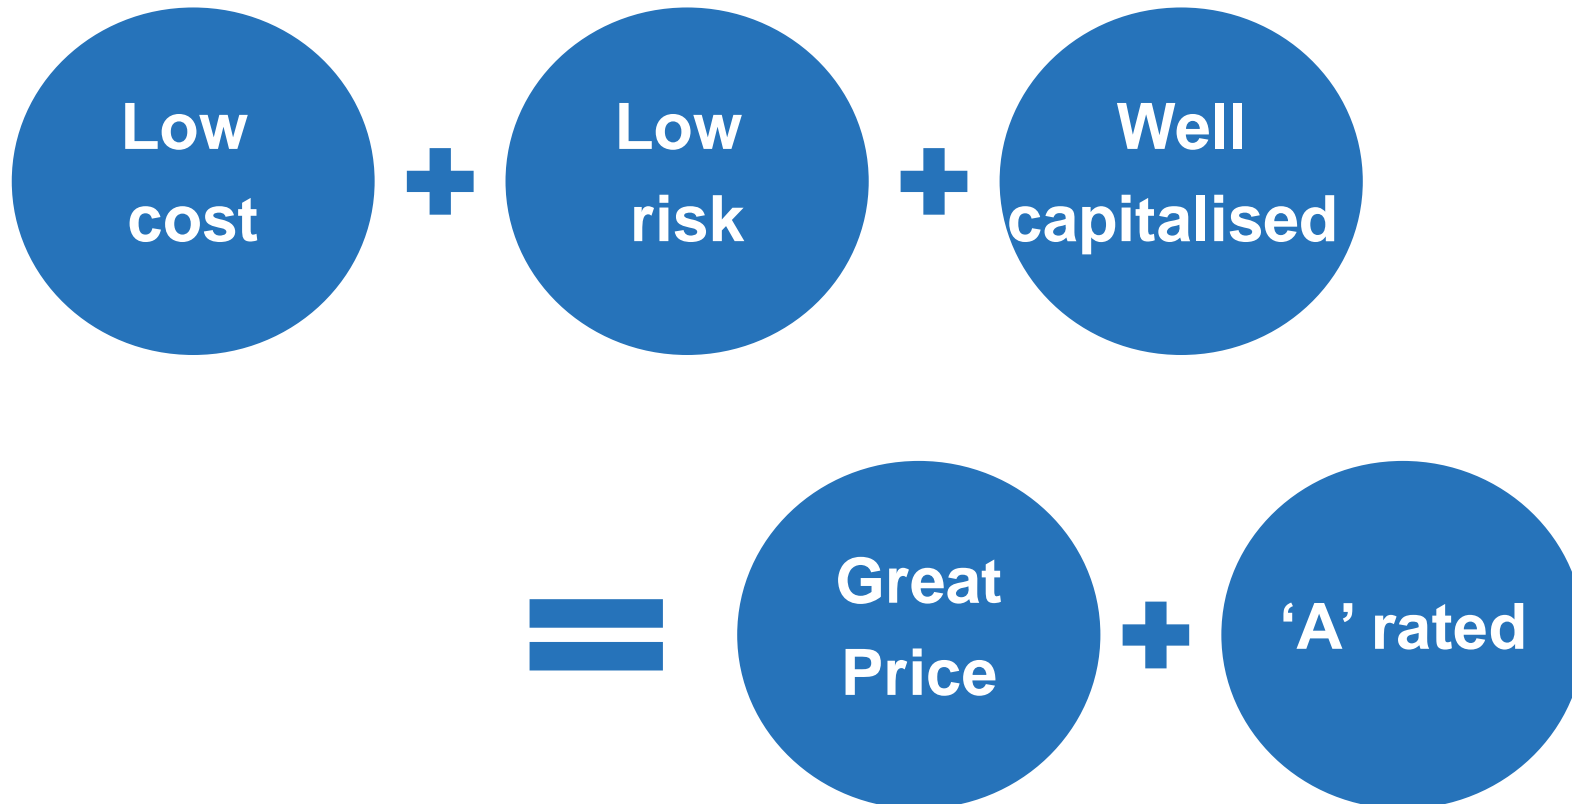 Low
cost
Low
risk
Well
capitalised
Great
Price
‘A’ rated